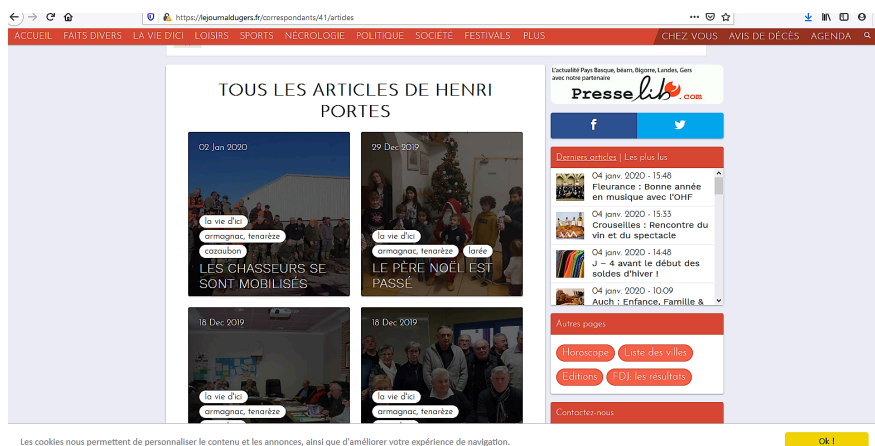 https://lejournaldugers.fr/correspondants/41/articles
ACCUEIL FAITS DIVERS LA VIE D'ICI LOISIRS SPORTS NÉCROLOGIE POLITIQUE SOCIÉTÉ FESTIVALS PLUS CHEZ VOUS AVIS DE DÉCÈS AGENDA
TOUS LES ARTICLES DE HENRI
PORTES
02 Jan 2020
la vie d'ici
armagnac, tenarèze
cazaubon
LES CHASSEURS SE
SONT MOBILISÉS
29 Dec 2019
la vie d'ici
armagnac, tenarèze larée
LE PÈRE NOËL EST
PASSÉ
18 Dec 2019
la vie d'ici
armagnac, tenarèze
18 Dec 2019
la vie d'ici
armagnac, tenarèze
L'actualité Pays Basque, béarn, Bigorre, Landes, Gers
avec notre partenaire
Presselib.com
f
Derniers articles | Les plus lus
04 janv. 2020 - 15:48
Fleurance : Bonne année
en musique avec l'OHF
04 janv. 2020 - 15:33
Crouseilles : Rencontre du
vin et du spectacle
04 janv. 2020 - 14:48
J – 4 avant le début des
soldes d'hiver !
04 janv. 2020 - 10:09
Auch : Enfance, Famille &
Autres pages
Horoscope Liste des villes
Editions FDJ: les résultats
Contactez-nous
Les cookies nous permettent de personnaliser le contenu et les annonces, ainsi que d'améliorer votre expérience de navigation.
Ok !